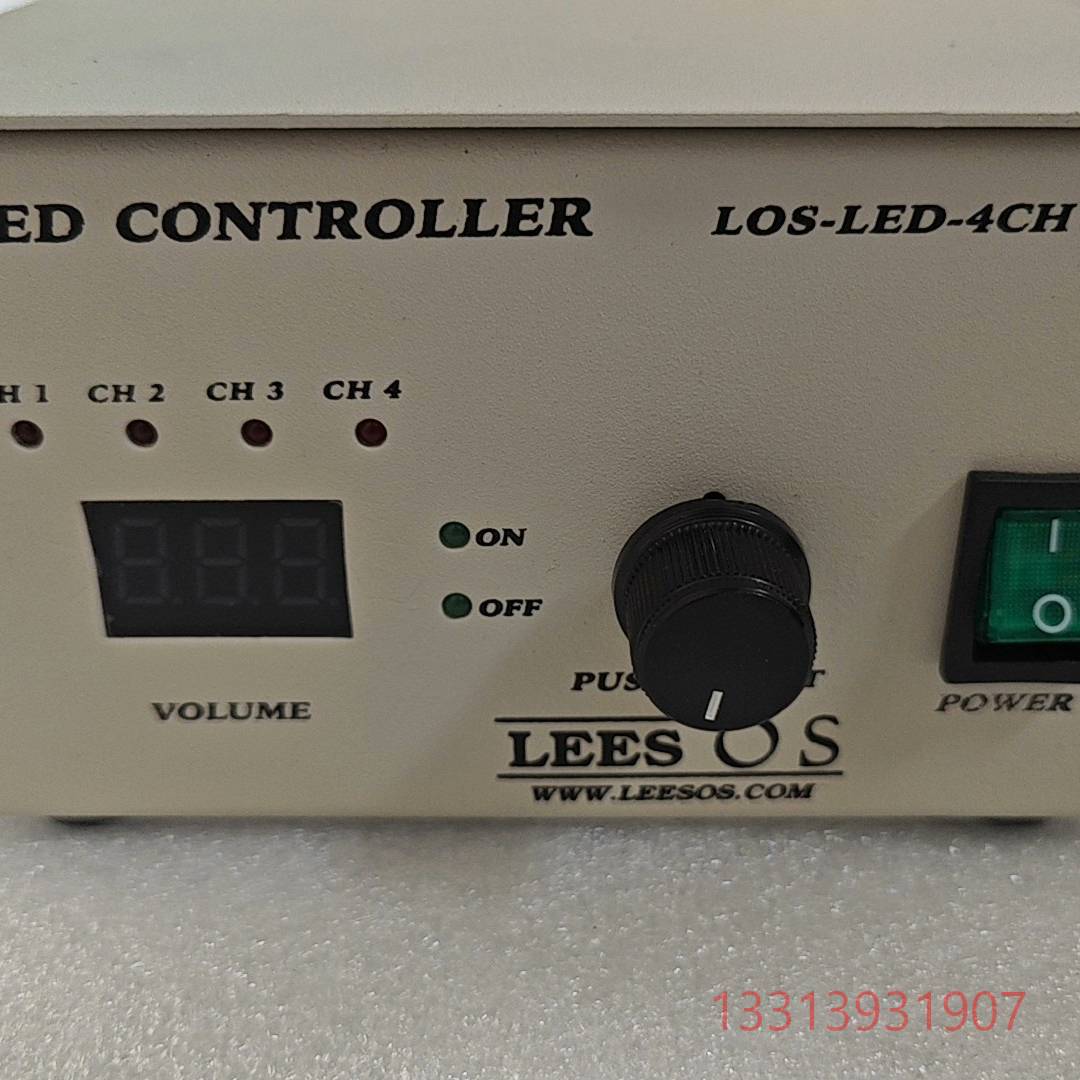 ED CONTROLLER LOS-LED-4CH
H 1 CH 2 CH 3 CH 4
ON
OFF
VOLUME
POWER
LEES OS
WWW.LEESOS.COM
13313931907